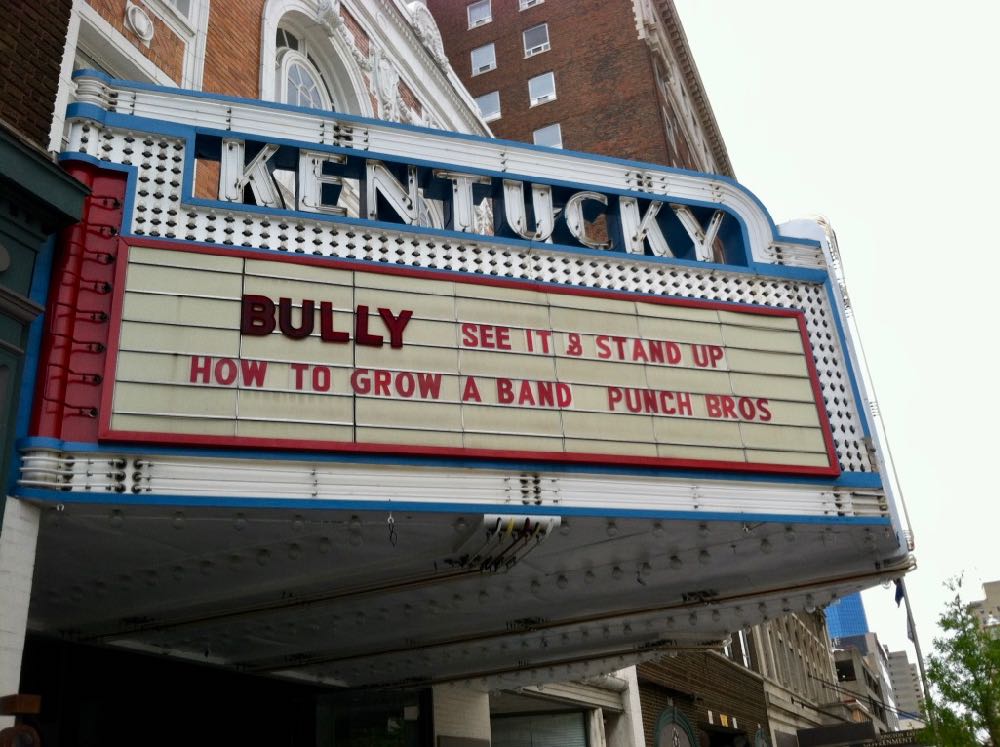 KENTUCKY
BULLY SEE IT & STAND UP
HOW TO GROW A BAND PUNCH BROS